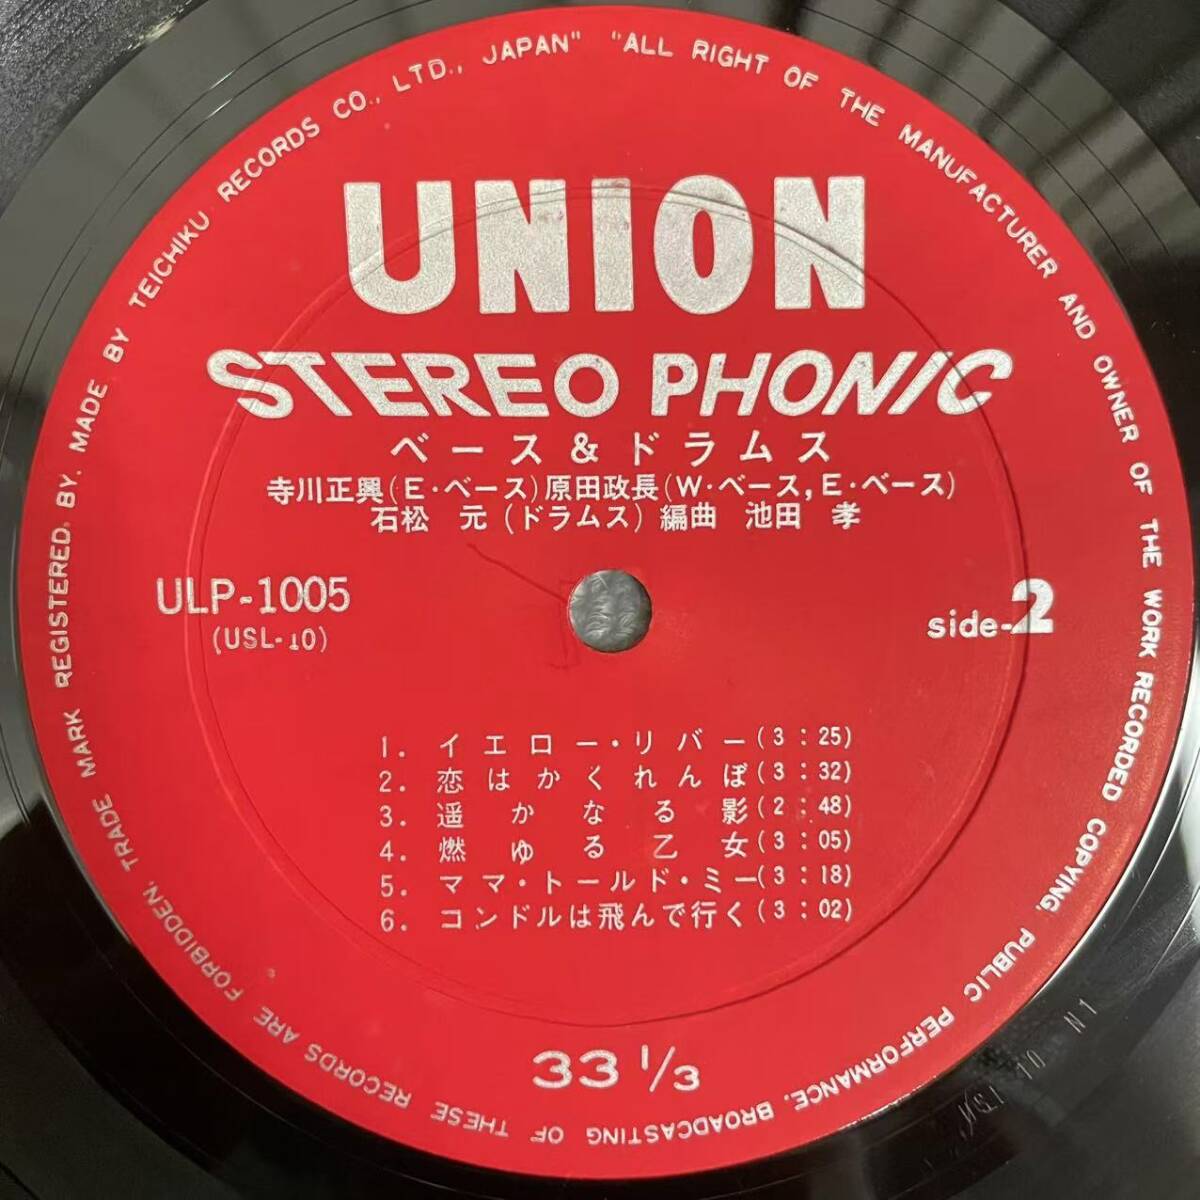 TRADE MARK REGISTERED. BY. MADE BY TEICHIKU RECORDS CO., LTD., JAPAN" "ALL RIGHT OF THE MANUFACTURER AND OWNER OF THE WORK RECORDED COPYING. PUBLIC PERFORMANCE. BROADCASTING OF THESE RECORDS ARE FORBIDDEN.
UNION
STEREO PHONIC
ベース&ドラムス
寺川正興(E・ベース)原田政長(W・ベース,E・ベース)
石松 元(ドラムス)編曲 池田 孝
ULP-1005
(USL-10)
side-2
1. イエロー・リバー(3:25)
2. 恋はかくれんぼ(3:32)
3. 遥かなる影(2:48)
4. 燃ゆる乙女(3:05)
5. ママ・トールド・ミー(3:18)
6. コンドルは飛んで行く(3:02)
33 1/3